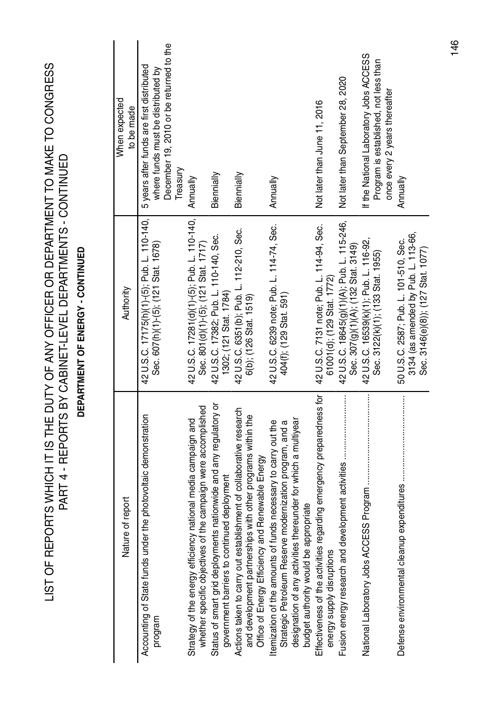 LIST OF REPORTS WHICH IT IS THE DUTY OF ANY OFFICER OR DEPARTMENT TO MAKE TO CONGRESS
PART 4 - REPORTS BY CABINET-LEVEL DEPARTMENTS - CONTINUED
DEPARTMENT OF ENERGY - CONTINUED
Nature of report
Authority
When expected
to be made
Accounting of State funds under the photovoltaic demonstration
program
42 U.S.C. 17175(h)(1)-(5); Pub. L. 110-140,
Sec. 607(h)(1)-(5); (121 Stat. 1678)
5 years after funds are first distributed
where funds must be distributed by
December 19, 2010 or be returned to the
Treasury
Strategy of the energy efficiency national media campaign and
whether specific objectives of the campaign were accomplished
42 U.S.C. 17281(d)(1)-(5); Pub. L. 110-140,
Sec. 801(d)(1)-(5); (121 Stat. 1717)
Annually
Status of smart grid deployments nationwide and any regulatory or
government barriers to continued deployment
42 U.S.C. 17382; Pub. L. 110-140, Sec.
1302; (121 Stat. 1784)
Biennially
Actions taken to carry out establishment of collaborative research
and development partnerships with other programs within the
Office of Energy Efficiency and Renewable Energy
42 U.S.C. 6351(b); Pub. L. 112-210, Sec.
6(b); (126 Stat. 1519)
Biennially
Itemization of the amounts of funds necessary to carry out the
Strategic Petroleum Reserve modernization program, and a
designation of any activities thereunder for which a multiyear
budget authority would be appropriate
42 U.S.C. 6239 note; Pub. L. 114-74, Sec.
404(f); (129 Stat. 591)
Annually
Effectiveness of the activities regarding emergency preparedness for
energy supply disruptions
42 U.S.C. 7131 note; Pub. L. 114-94, Sec.
61001(d); (129 Stat. 1772)
Not later than June 11, 2016
Fusion energy research and development activities
42 U.S.C. 18645(g)(1)(A); Pub. L. 115-246,
Sec. 307(g)(1)(A); (132 Stat. 3149)
Not later than September 28, 2020
National Laboratory Jobs ACCESS Program
42 U.S.C. 16539(k)(1); Pub. L. 116-92,
Sec. 3122(k)(1); (133 Stat. 1955)
If the National Laboratory Jobs ACCESS
Program is established, not less than
once every 2 years thereafter
Defense environmental cleanup expenditures
50 U.S.C. 2587; Pub. L. 101-510, Sec.
3134 (as amended by Pub. L. 113-66,
Sec. 3146(e)(8)); (127 Stat. 1077)
Annually
146